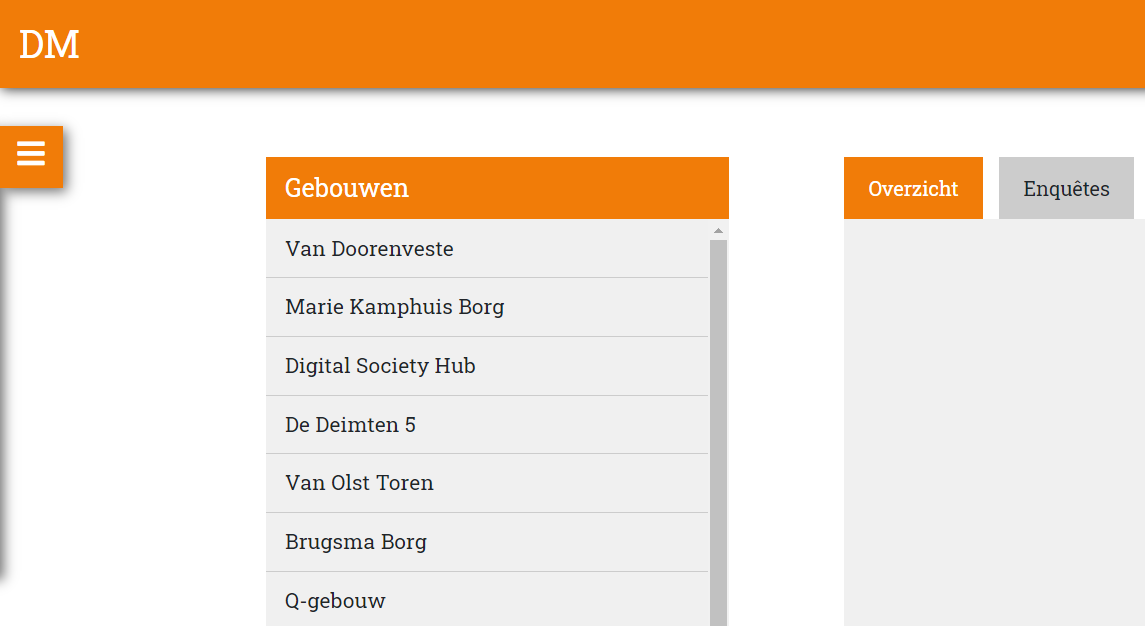 DM
Gebouwen
Van Doorenveste
Marie Kamphuis Borg
Digital Society Hub
De Deimten 5
Van Olst Toren
Brugsma Borg
Q-gebouw
Overzicht
Enquêtes